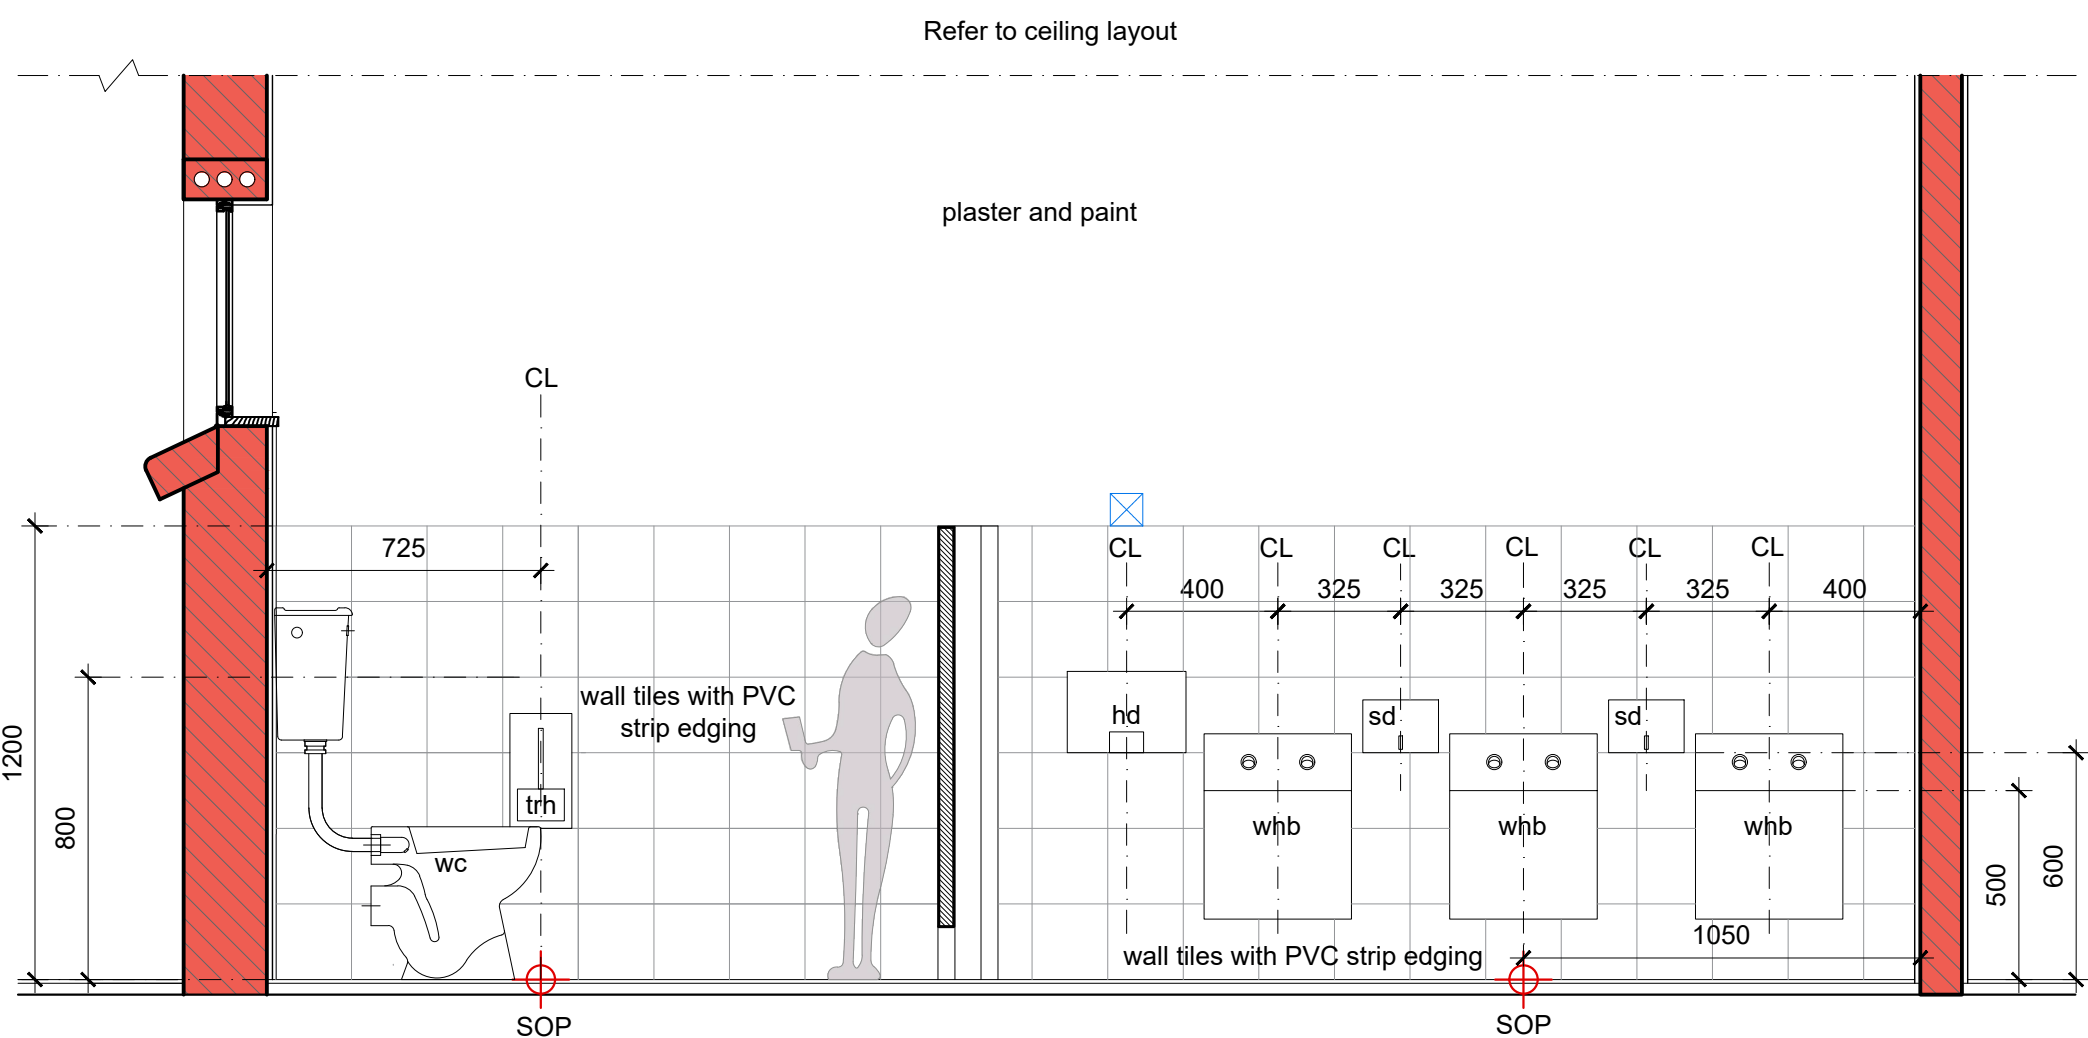 Refer to ceiling layout
plaster and paint
CL
725
CL
CL
CL
CL
CL
CL
400
325
325
325
325
400
wall tiles with PVC
strip edging
hd
sd
sd
1200
800
trh
wc
whb
whb
whb
500
600
1050
wall tiles with PVC strip edging
SOP
SOP